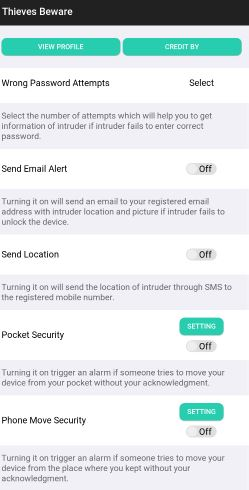 Thieves Beware
VIEW PROFILE CREDIT BY
Wrong Password Attempts Select
Select the number of attempts which will help you to get
information of intruder if intruder fails to enter correct
password.
Send Email Alert Off
Turning it on will send an email to your registered email
address with intruder location and picture if intruder fails to
unlock the device.
Send Location Off
Turning it on will send the location of intruder through SMS to
the registered mobile number.
SETTING
Pocket Security
Off
Turning it on trigger an alarm if someone tries to move your
device from your pocket without your acknowledgment.
SETTING
Phone Move Security
Off
Turning it on trigger an alarm if someone tries to move your
device from the place where you kept without your
acknowledgment.